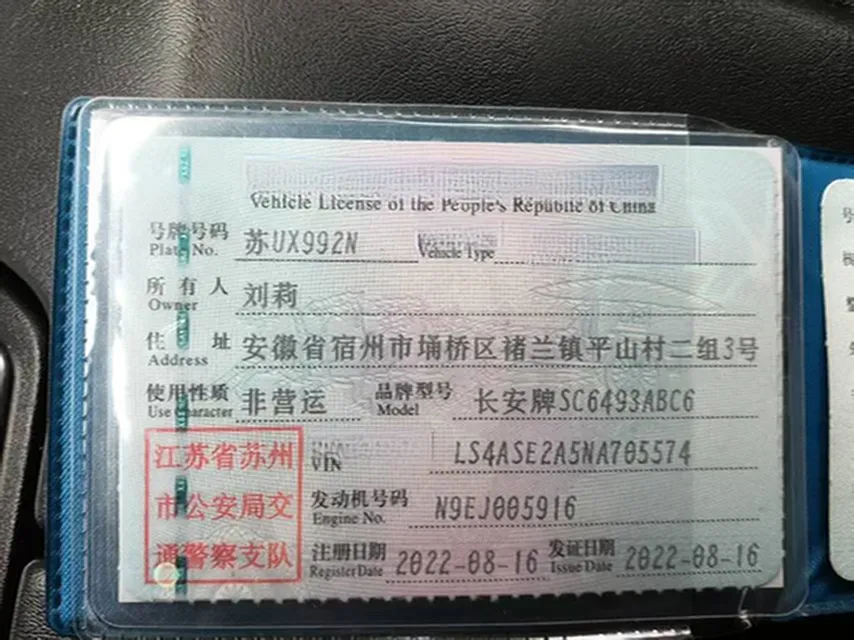 Vehicle License of the People's Republic of China
号牌号码 苏UX992N
Plate No. Vehicle Type
所有人 刘莉
Owner
住址 安徽省宿州市埇桥区褚兰镇平山村二组3号
Address
使用性质 非营运 品牌型号 长安牌SC6493ABC6
Use Character Model
江苏省苏州 LS4ASE2A5NA705574
VIN
市公安局交 发动机号码 N9EJ005916
Engine No.
通警察支队 注册日期 2022-08-16 发证日期 2022-08-16
Register Date Issue Date
号